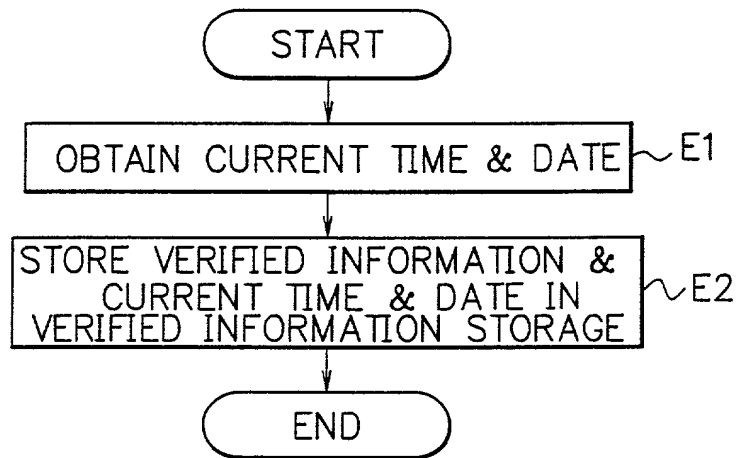 START
OBTAIN CURRENT TIME & DATE
E1
STORE VERIFIED INFORMATION &
CURRENT TIME & DATE IN
VERIFIED INFORMATION STORAGE
E2
END